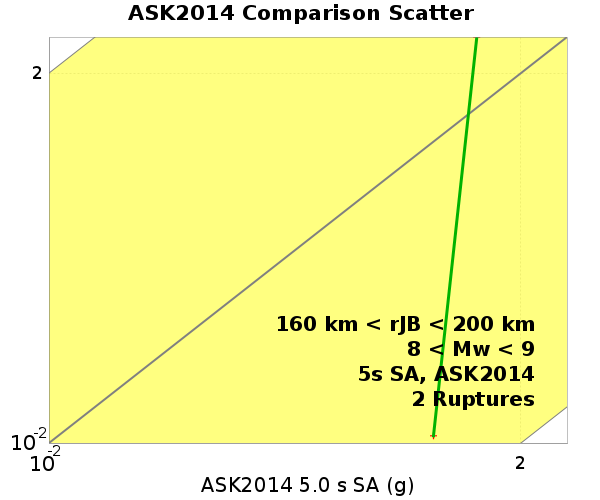 ASK2014 Comparison Scatter
2
160 km < rJB < 200 km
8 < Mw < 9
5s SA, ASK2014
2 Ruptures
10-2
10-2 2
ASK2014 5.0 s SA (g)